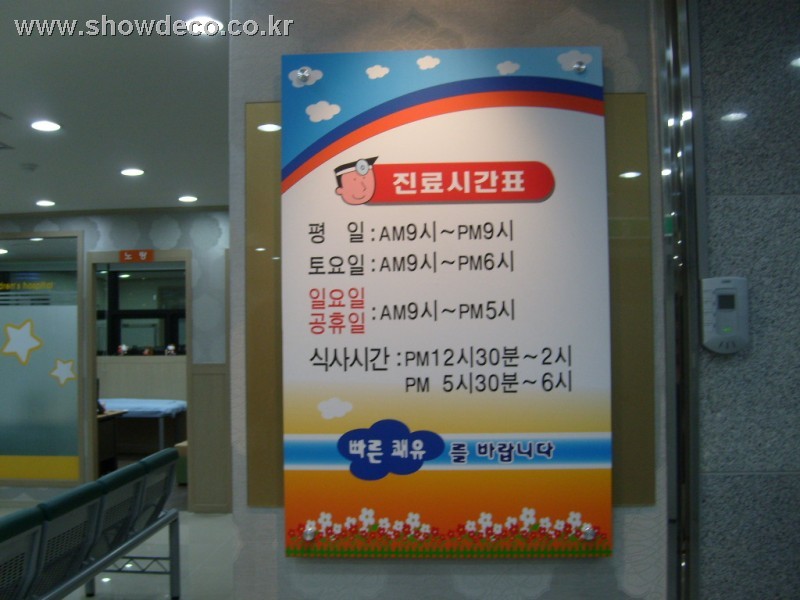 www.showdeco.co.kr
진료시간표
평 일 : AM9시~PM9시
토요일 : AM9시~PM6시
일요일
공휴일 : AM9시~PM5시
식사시간 : PM12시30분~2시
PM 5시30분~6시
빠른 쾌유 를 바랍니다
노랑
hospital